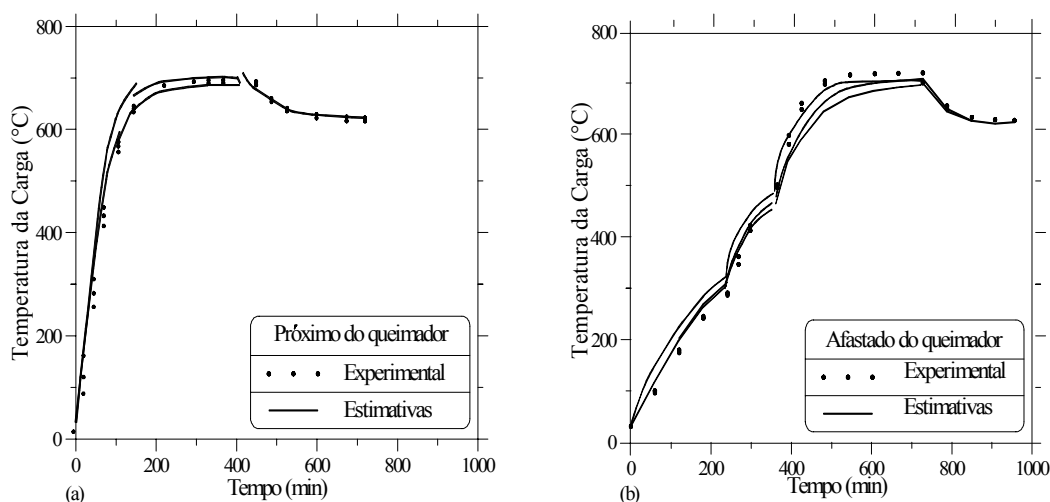 Temperatura da Carga (°C)
800
600
400
200
0
0 200 400 600 800 1000
Tempo (min)
(a)
Próximo do queimador
Experimental
Estimativas
Temperatura da Carga (°C)
800
600
400
200
0
0 200 400 600 800 1000
Tempo (min)
(b)
Afastado do queimador
Experimental
Estimativas